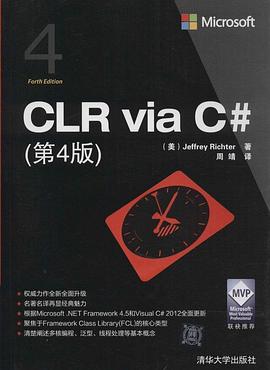 Microsoft
4
Forth Edition
CLR via C#
(第4版)
(美) Jeffrey Richter 著
周靖 译
权威力作全新全面升级
名著名译再显经典魅力
根据Microsoft .NET Framework 4.5和Visual C# 2012全面更新
聚焦于Framework Class Library(FCL)的核心类型
清楚阐述多核编程、泛型、线程处理等基本概念
MVP
Microsoft
Most Valuable
Professional
联袂推荐
清华大学出版社